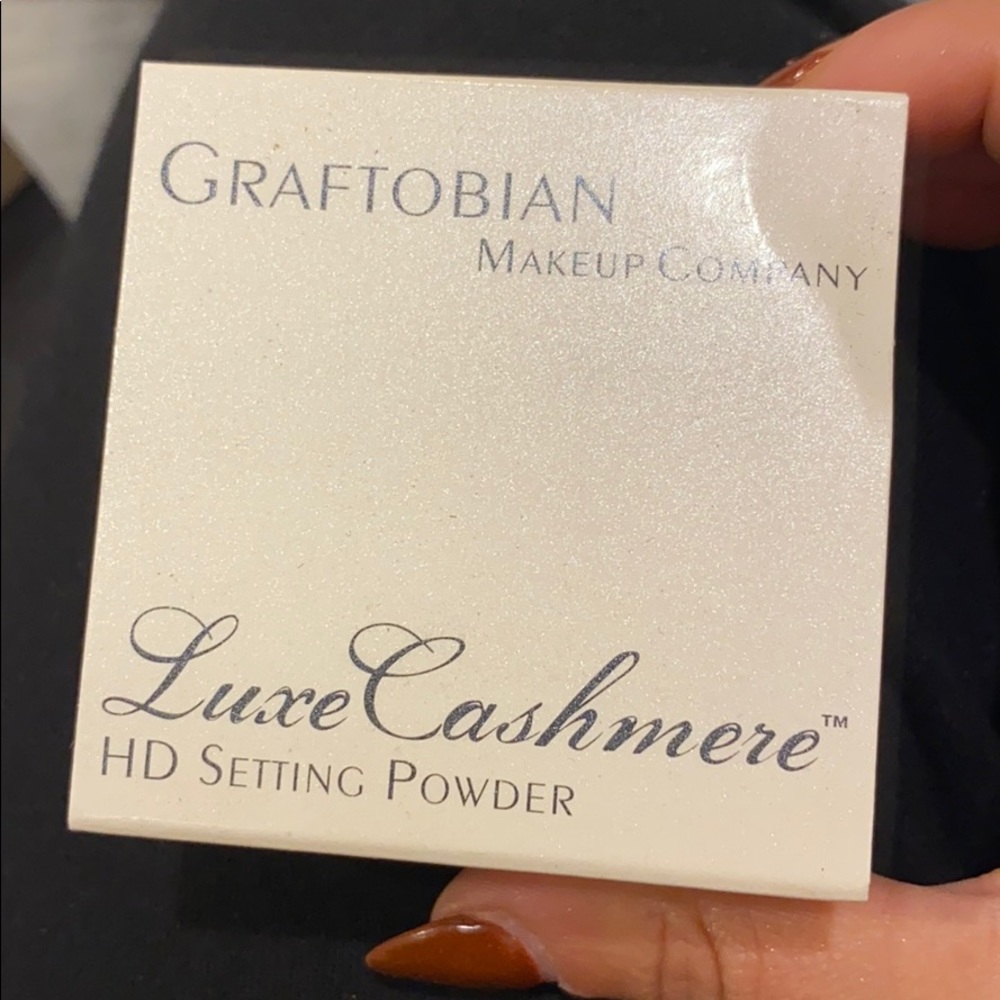 GRAFTOBIAN
MAKEUP COMPANY
LuxeCashmere™
HD SETTING POWDER